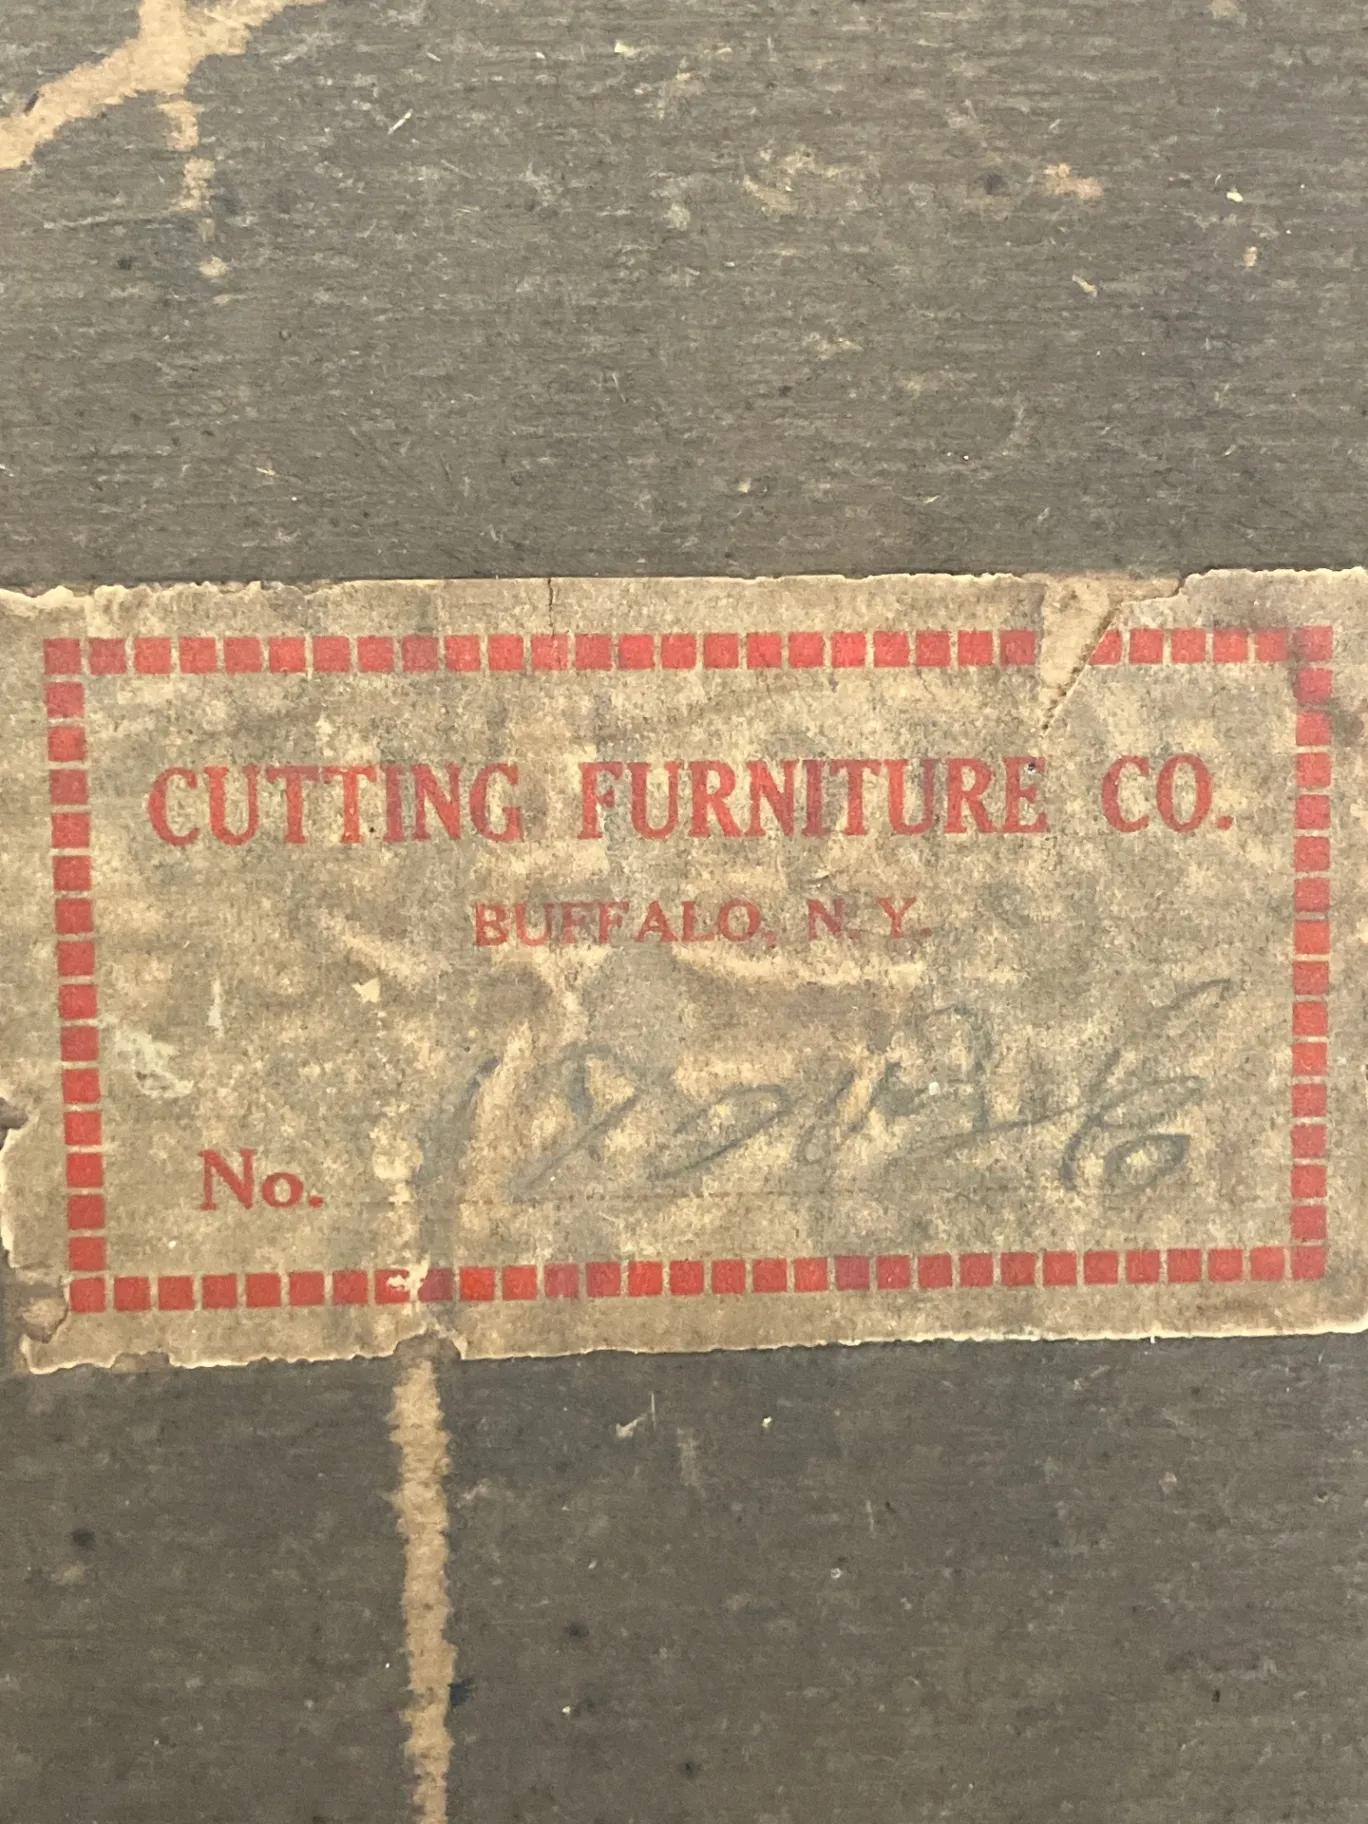 CUTTING FURNITURE CO.
BUFFALO, N. Y.
No.